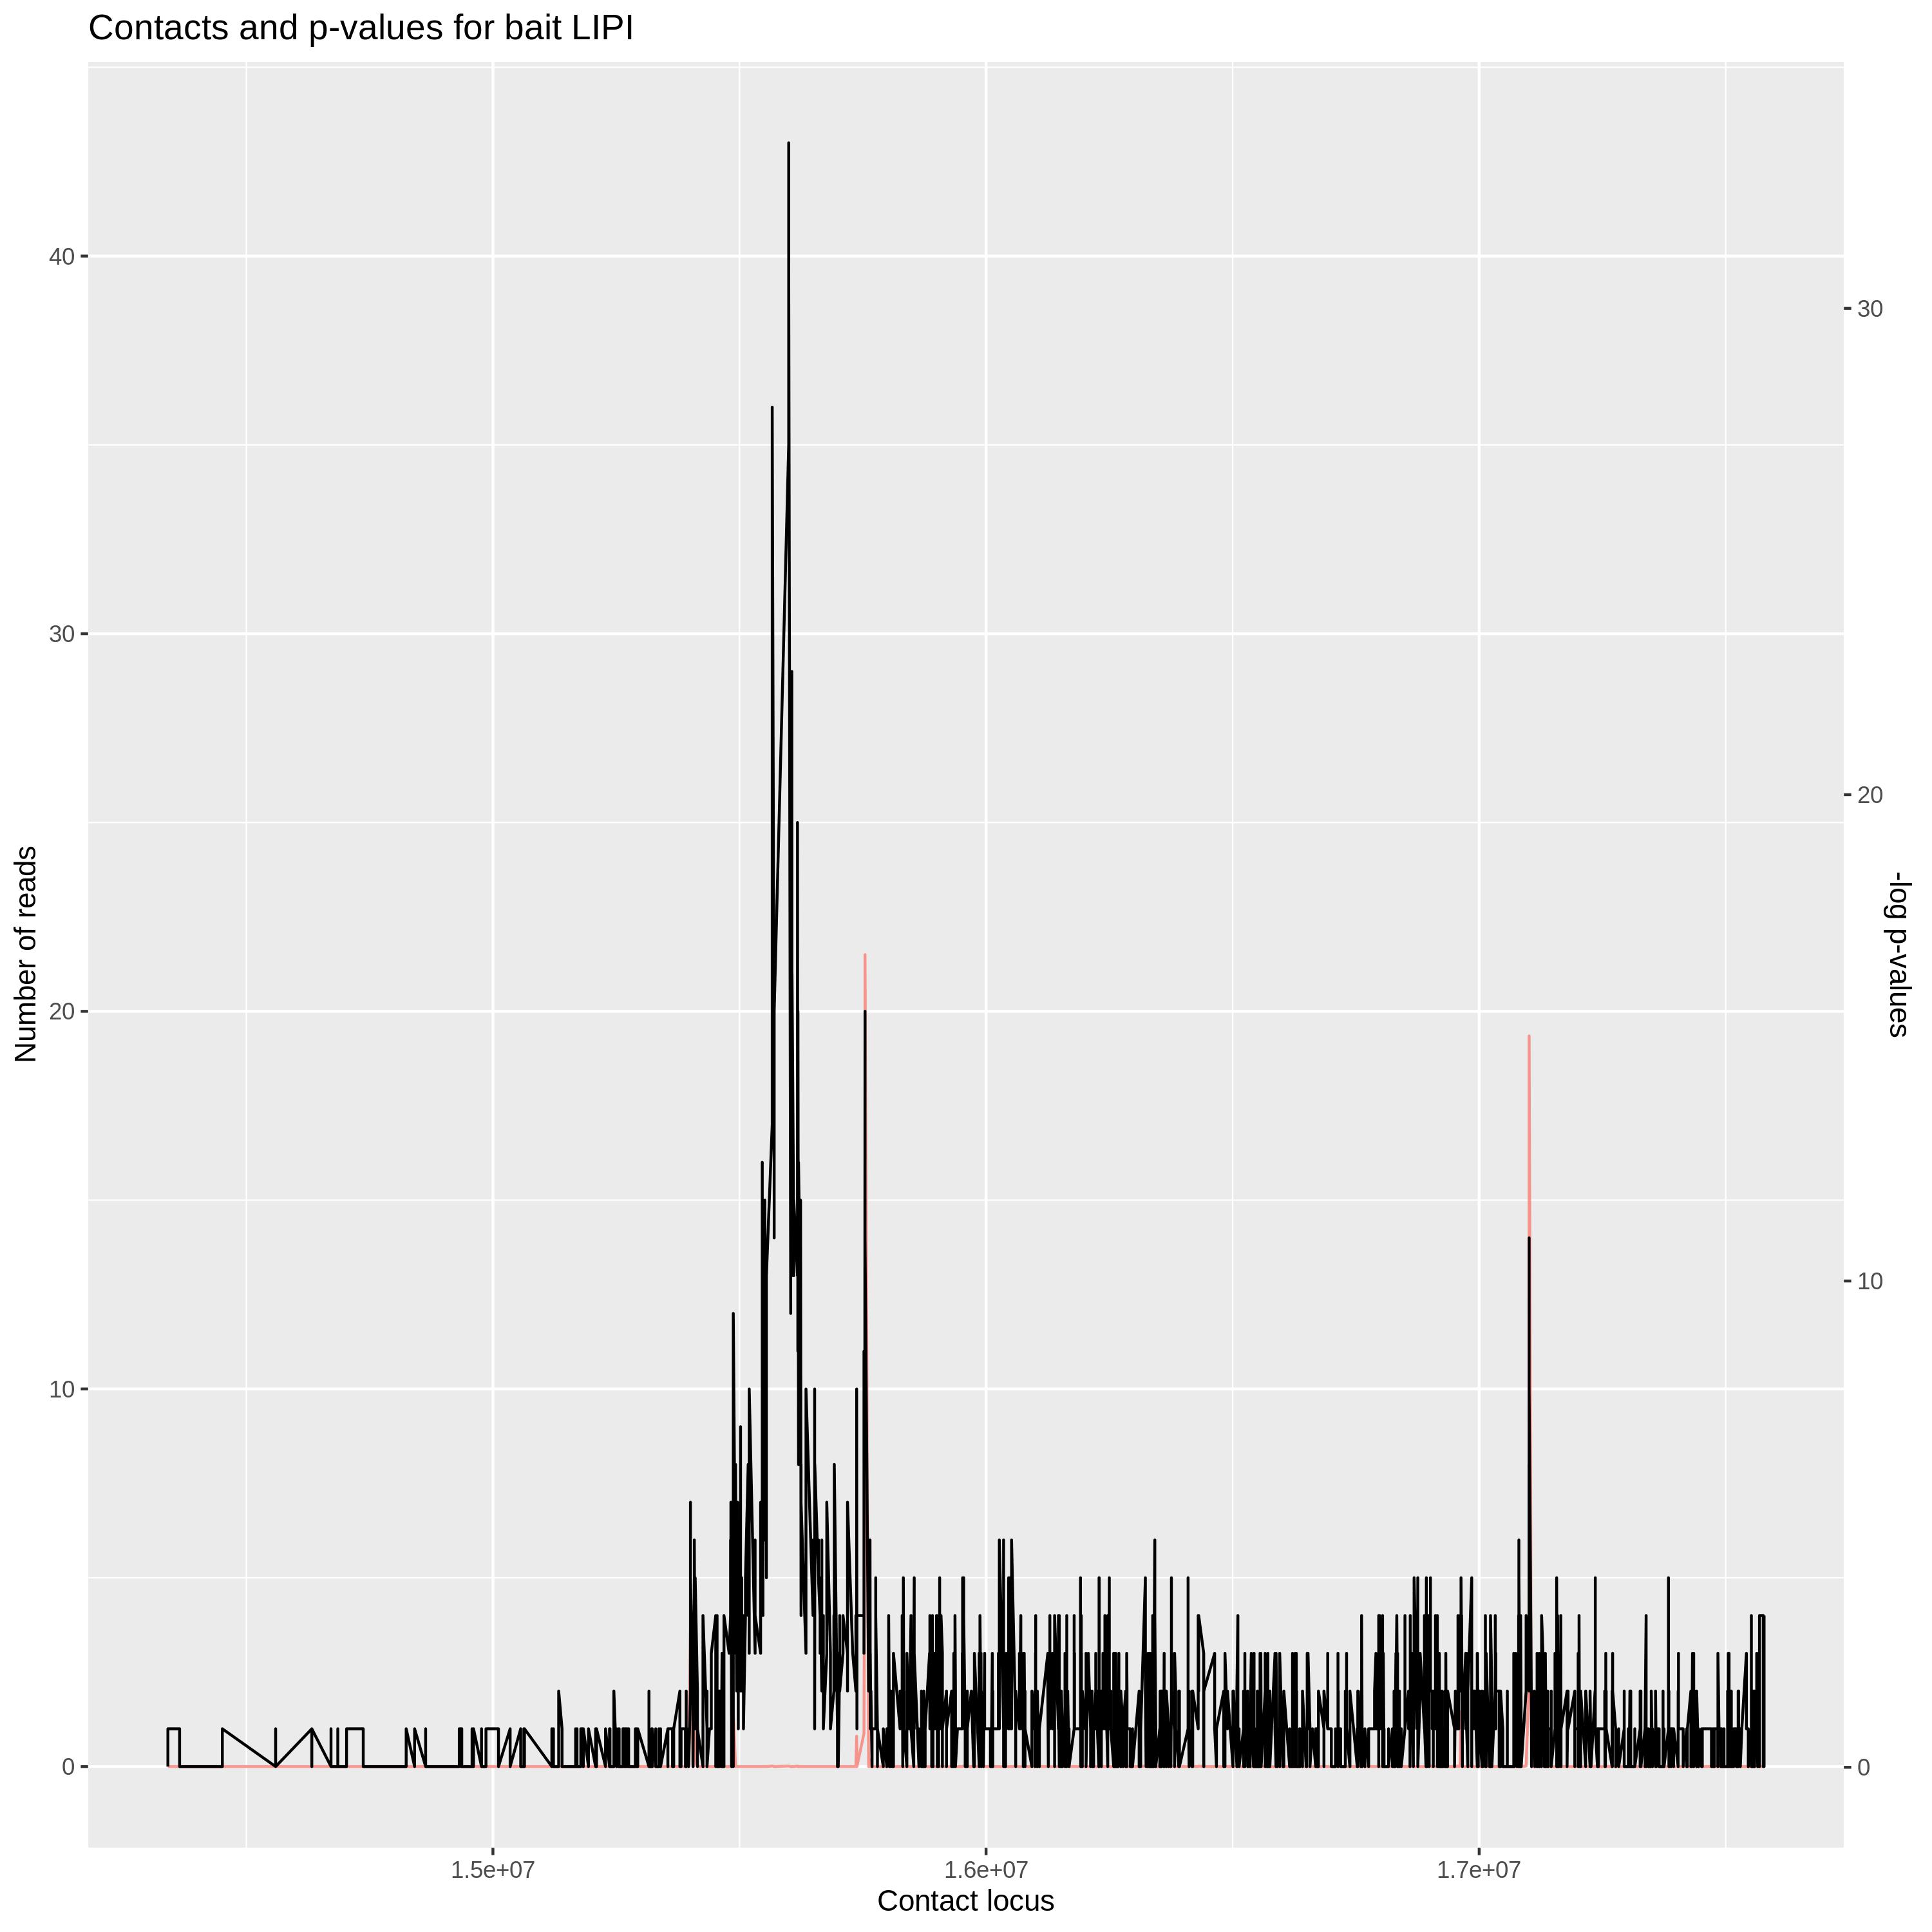 Contacts and p-values for bait LIPI
40
30
20
10
0
Number of reads
30
20
10
0
-log p-values
1.5e+07
1.6e+07
1.7e+07
Contact locus